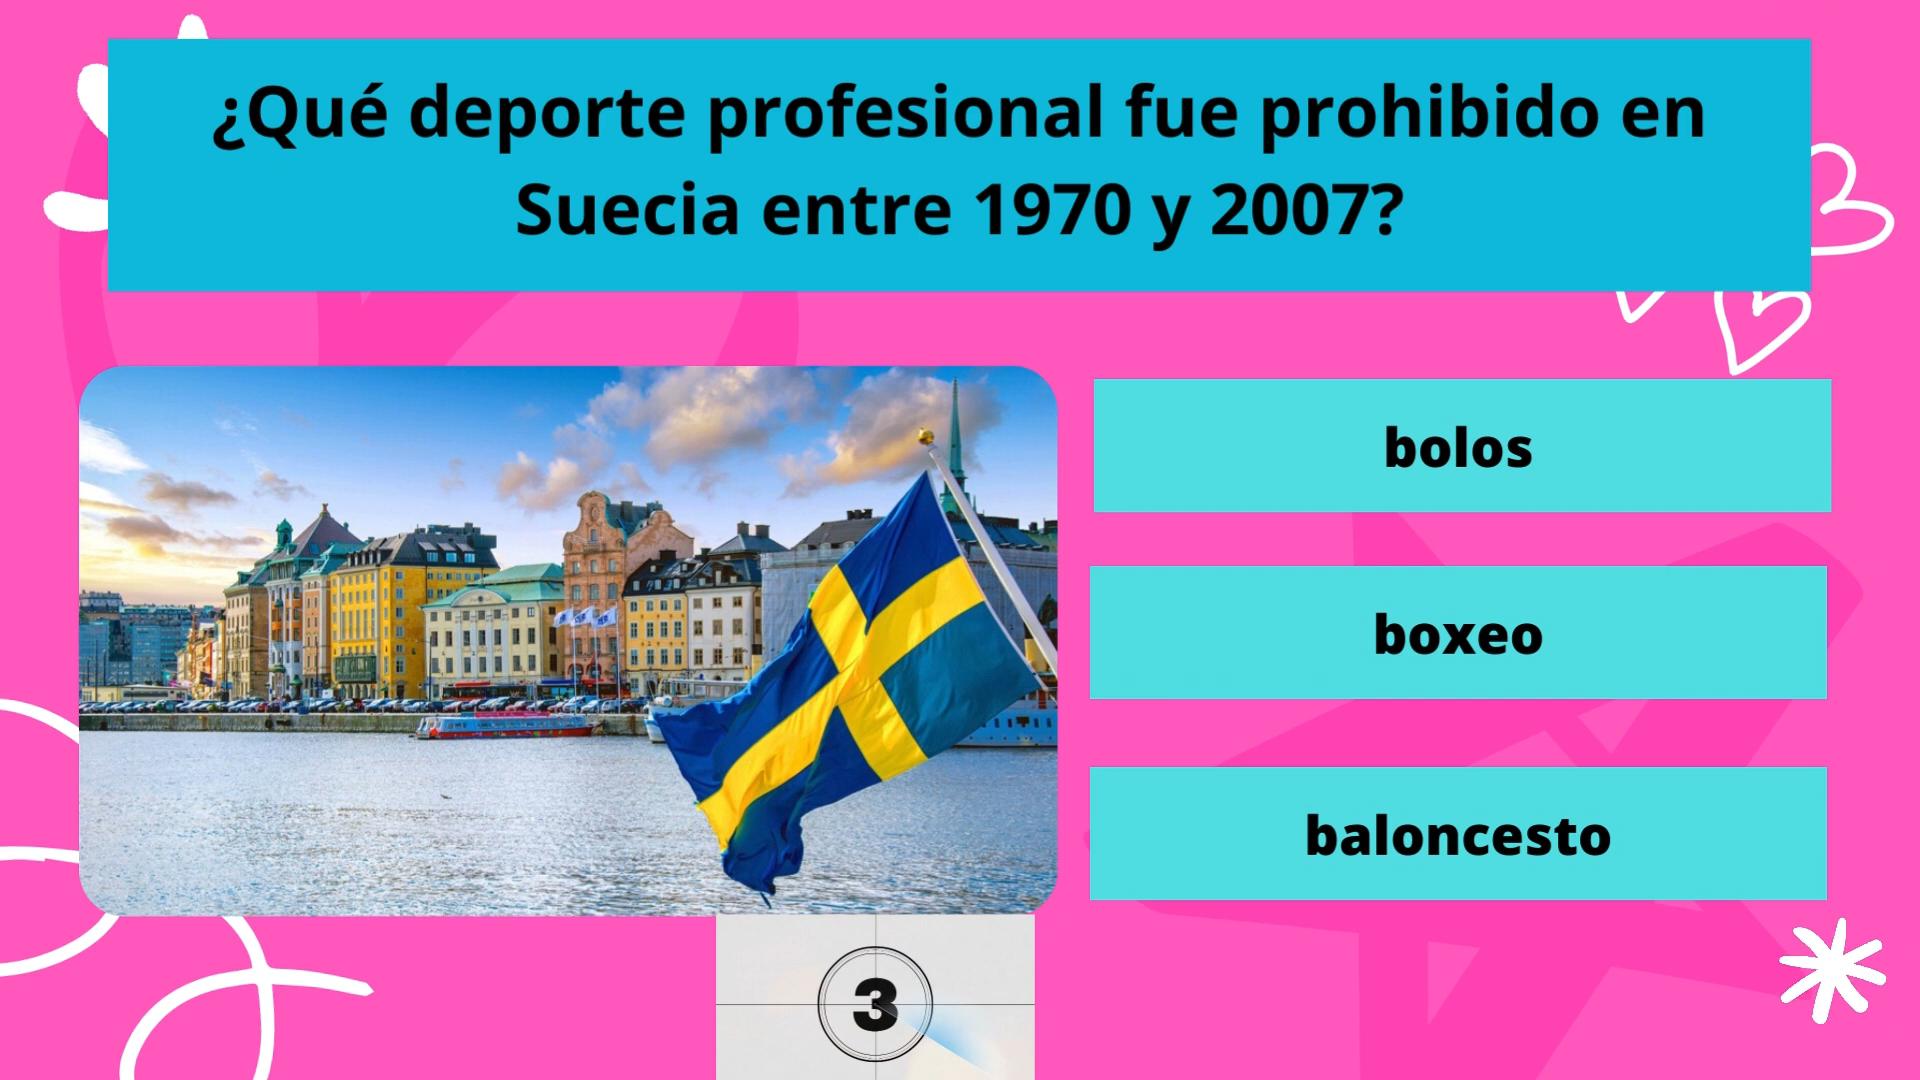 ¿Qué deporte profesional fue prohibido en
Suecia entre 1970 y 2007?
bolos
boxeo
baloncesto
3